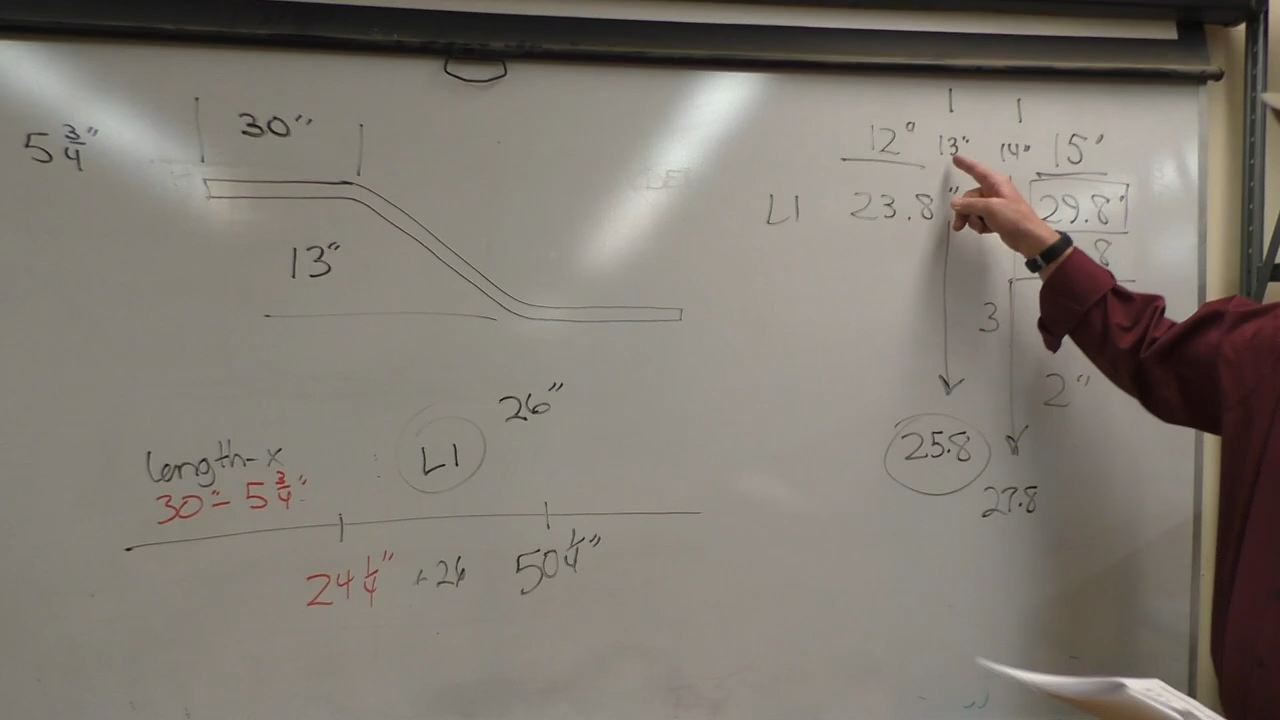 5 3/4" 30"
12" 13" 14" 15"
L1 23.8" 29.8"
8
13"
3
2"
26"
L1
25.8
27.8
length-x
30"- 5 3/4"
24 1/4" + 26 50 1/4"